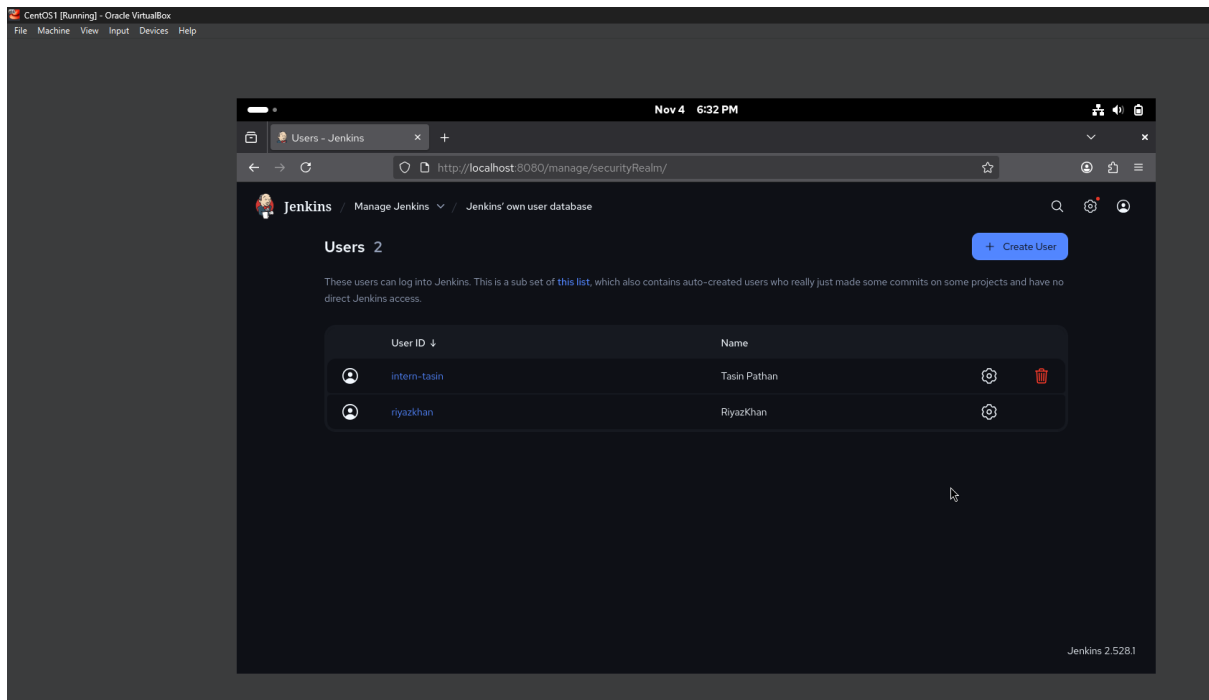 CentOS1 [Running] - Oracle VirtualBox
File Machine View Input Devices Help
Nov 4 6:32 PM
Users - Jenkins
http://localhost:8080/manage/securityRealm/
Jenkins / Manage Jenkins / Jenkins' own user database
Users 2
+ Create User
These users can log into Jenkins. This is a sub set of this list, which also contains auto-created users who really just made some commits on some projects and have no
direct Jenkins access.
User ID ↓ Name
intern-tasin Tasin Pathan
riyazkhan RiyazKhan
Jenkins 2.528.1